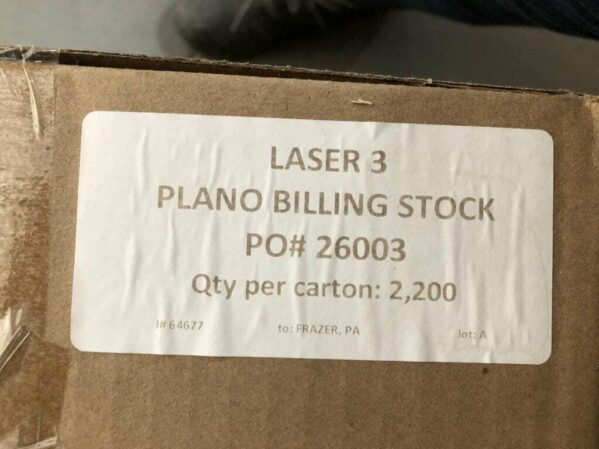 LASER 3
PLANO BILLING STOCK
PO# 26003
Qty per carton: 2,200
J# 64677 to: FRAZER, PA lot: A